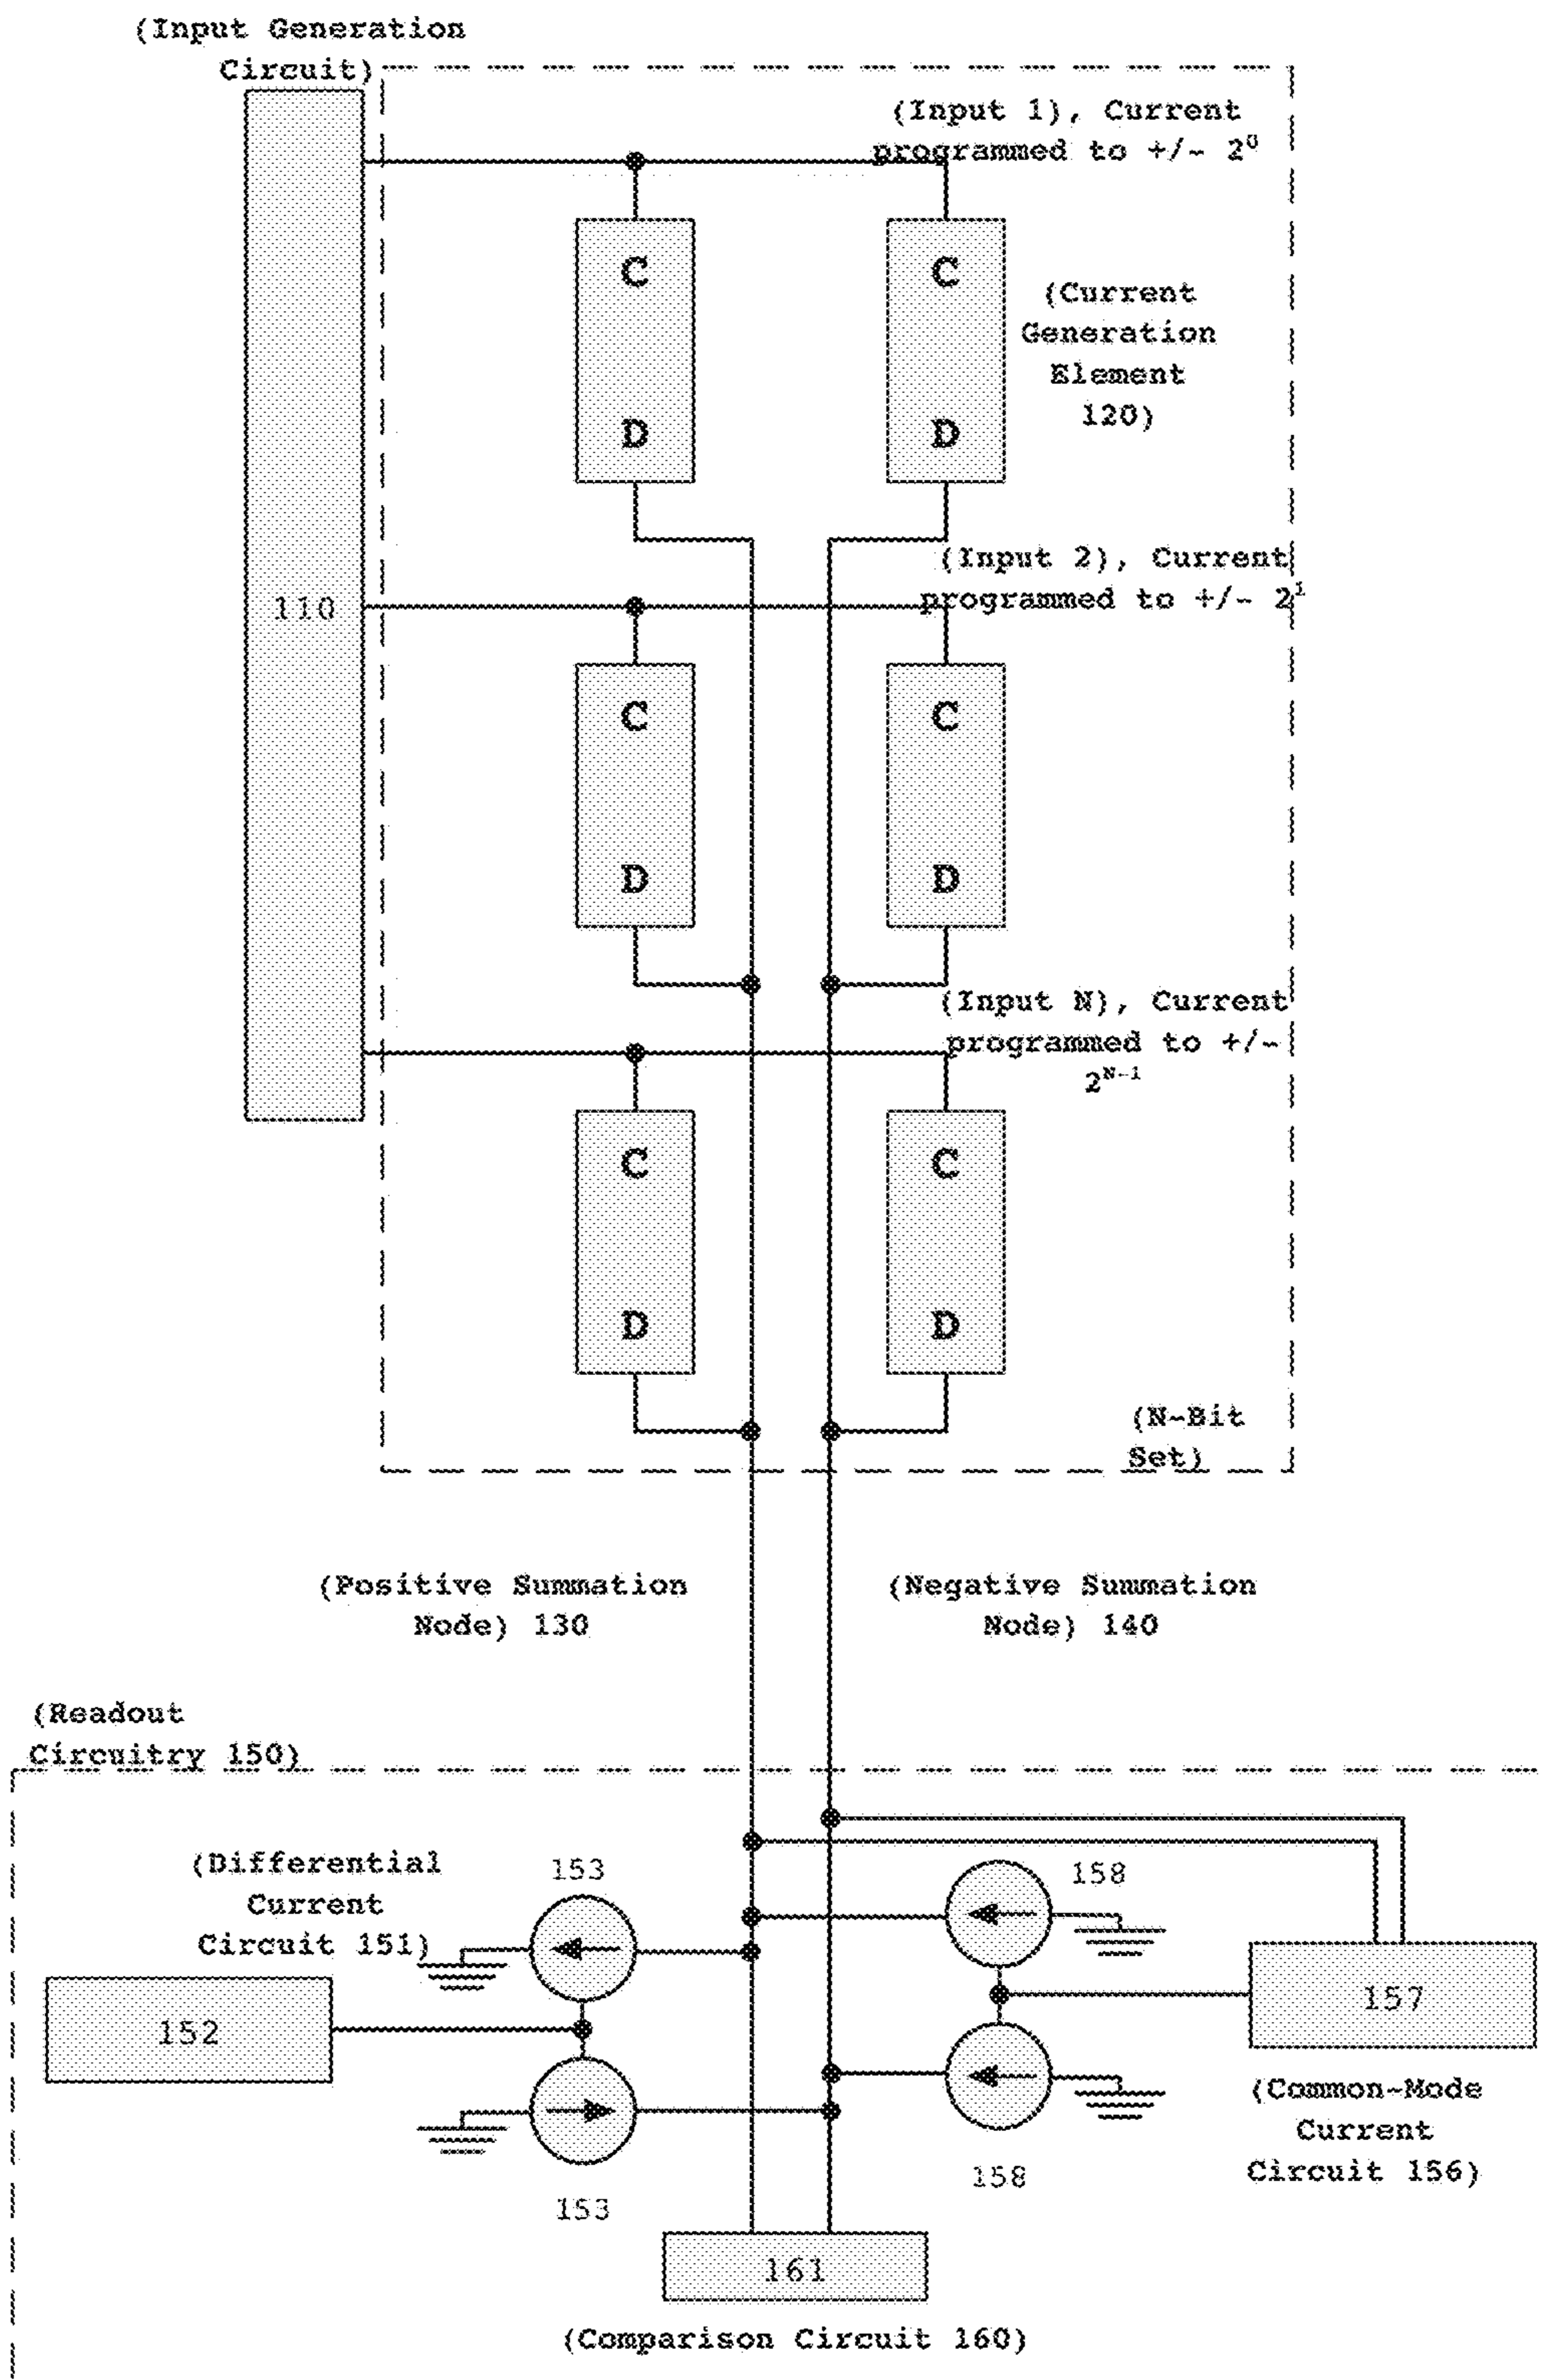 (Input Generation
Circuit)
(Input 1), Current
programmed to +/- 2⁰
C
C
(Current
Generation
Element
120)
D
D
(Input 2), Current
programmed to +/- 2¹
110
C
C
D
D
(Input N), Current
programmed to +/-
2ᴺ⁻¹
C
C
D
D
(N-Bit
Set)
(Positive Summation
Node) 130
(Negative Summation
Node) 140
(Readout
Circuitry 150)
(Differential
Current
Circuit 151)
153
158
152
157
(Common-Mode
Current
Circuit 156)
153
158
161
(Comparison Circuit 160)